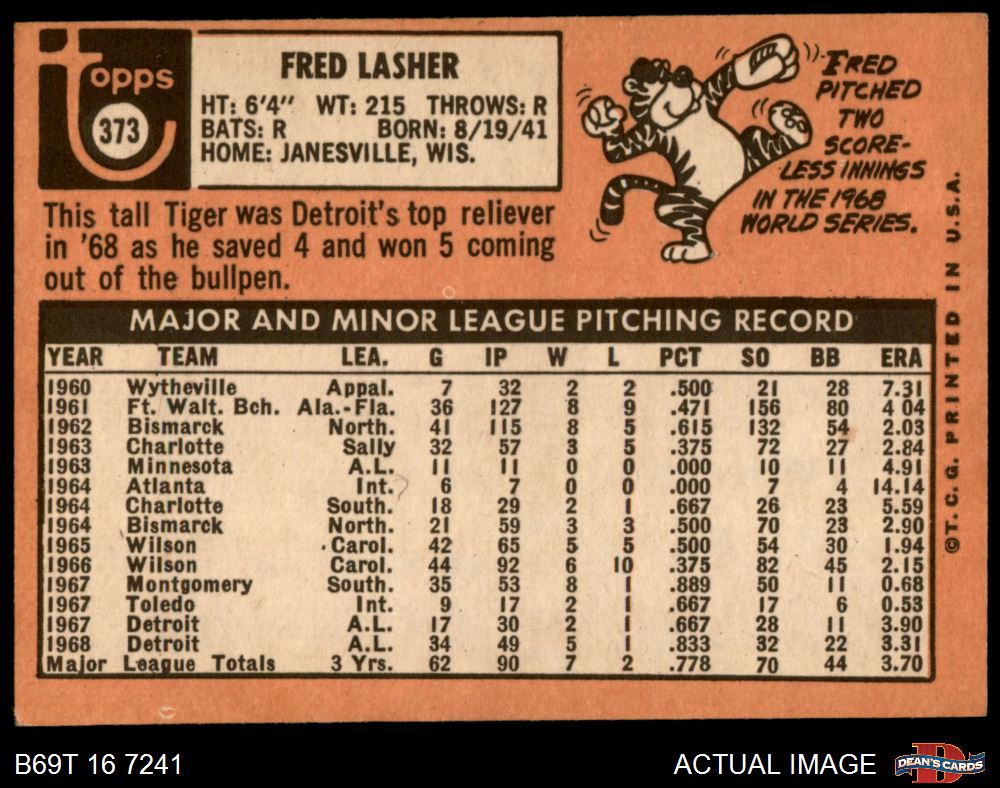 Topps
373
FRED LASHER
HT: 6'4" WT: 215 THROWS: R
BATS: R BORN: 8/19/41
HOME: JANESVILLE, WIS.
This tall Tiger was Detroit's top reliever
in '68 as he saved 4 and won 5 coming
out of the bullpen.
FRED
PITCHED
TWO
SCORE-
LESS INNINGS
IN THE 1968
WORLD SERIES.
MAJOR AND MINOR LEAGUE PITCHING RECORD
YEAR TEAM LEA. G IP W L PCT SO BB ERA
1960 Wytheville Appal. 7 32 2 2 .500 21 28 7.31
1961 Ft. Walt. Bch. Ala.-Fla. 36 127 8 9 .471 156 80 4 04
1962 Bismarck North. 41 115 8 5 .615 132 54 2.03
1963 Charlotte Sally 32 57 3 5 .375 72 27 2.84
1963 Minnesota A.L. 11 11 0 0 .000 10 11 4.91
1964 Atlanta Int. 6 7 0 0 .000 7 4 14.14
1964 Charlotte South. 18 29 2 1 .667 26 23 5.59
1964 Bismarck North. 21 59 3 3 .500 70 23 2.90
1965 Wilson Carol. 42 65 5 5 .500 54 30 1.94
1966 Wilson Carol. 44 92 6 10 .375 82 45 2.15
1967 Montgomery South. 35 53 8 1 .889 50 11 0.68
1967 Toledo Int. 9 17 2 1 .667 17 6 0.53
1967 Detroit A.L. 17 30 2 1 .667 28 11 3.90
1968 Detroit A.L. 34 49 5 1 .833 32 22 3.31
Major League Totals 3 Yrs. 62 90 7 2 .778 70 44 3.70
©T.C.G. PRINTED IN U.S.A.
B69T 16 7241
ACTUAL IMAGE
DEAN'S CARDS